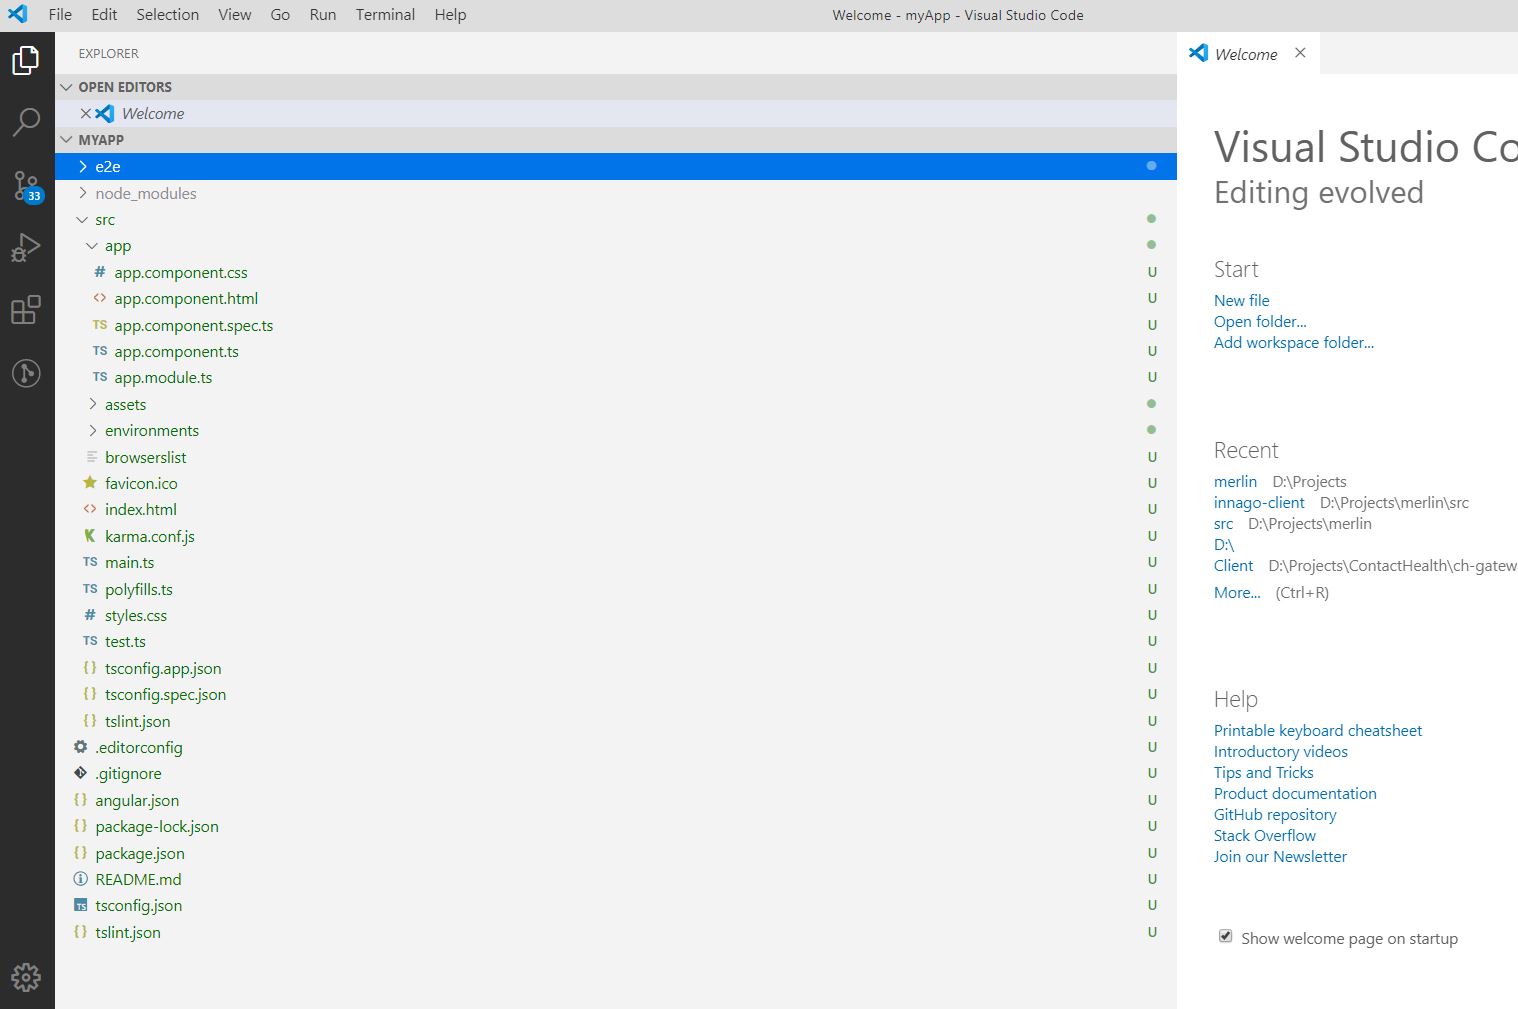 File Edit Selection View Go Run Terminal Help
Welcome - myApp - Visual Studio Code
EXPLORER
OPEN EDITORS
Welcome
MYAPP
e2e
node_modules
33
src
app
# app.component.css U
<> app.component.html U
TS app.component.spec.ts U
TS app.component.ts U
TS app.module.ts U
assets
environments
browserslist U
favicon.ico U
<> index.html U
karma.conf.js U
TS main.ts U
TS polyfills.ts U
# styles.css U
TS test.ts U
{} tsconfig.app.json U
{} tsconfig.spec.json U
{} tslint.json U
.editorconfig U
.gitignore U
{} angular.json U
{} package-lock.json U
{} package.json U
README.md U
TS tsconfig.json U
{} tslint.json U
Welcome
Visual Studio Co
Editing evolved
Start
New file
Open folder...
Add workspace folder...
Recent
merlin D:\Projects
innago-client D:\Projects\merlin\src
src D:\Projects\merlin
D:\
Client D:\Projects\ContactHealth\ch-gatew
More... (Ctrl+R)
Help
Printable keyboard cheatsheet
Introductory videos
Tips and Tricks
Product documentation
GitHub repository
Stack Overflow
Join our Newsletter
Show welcome page on startup